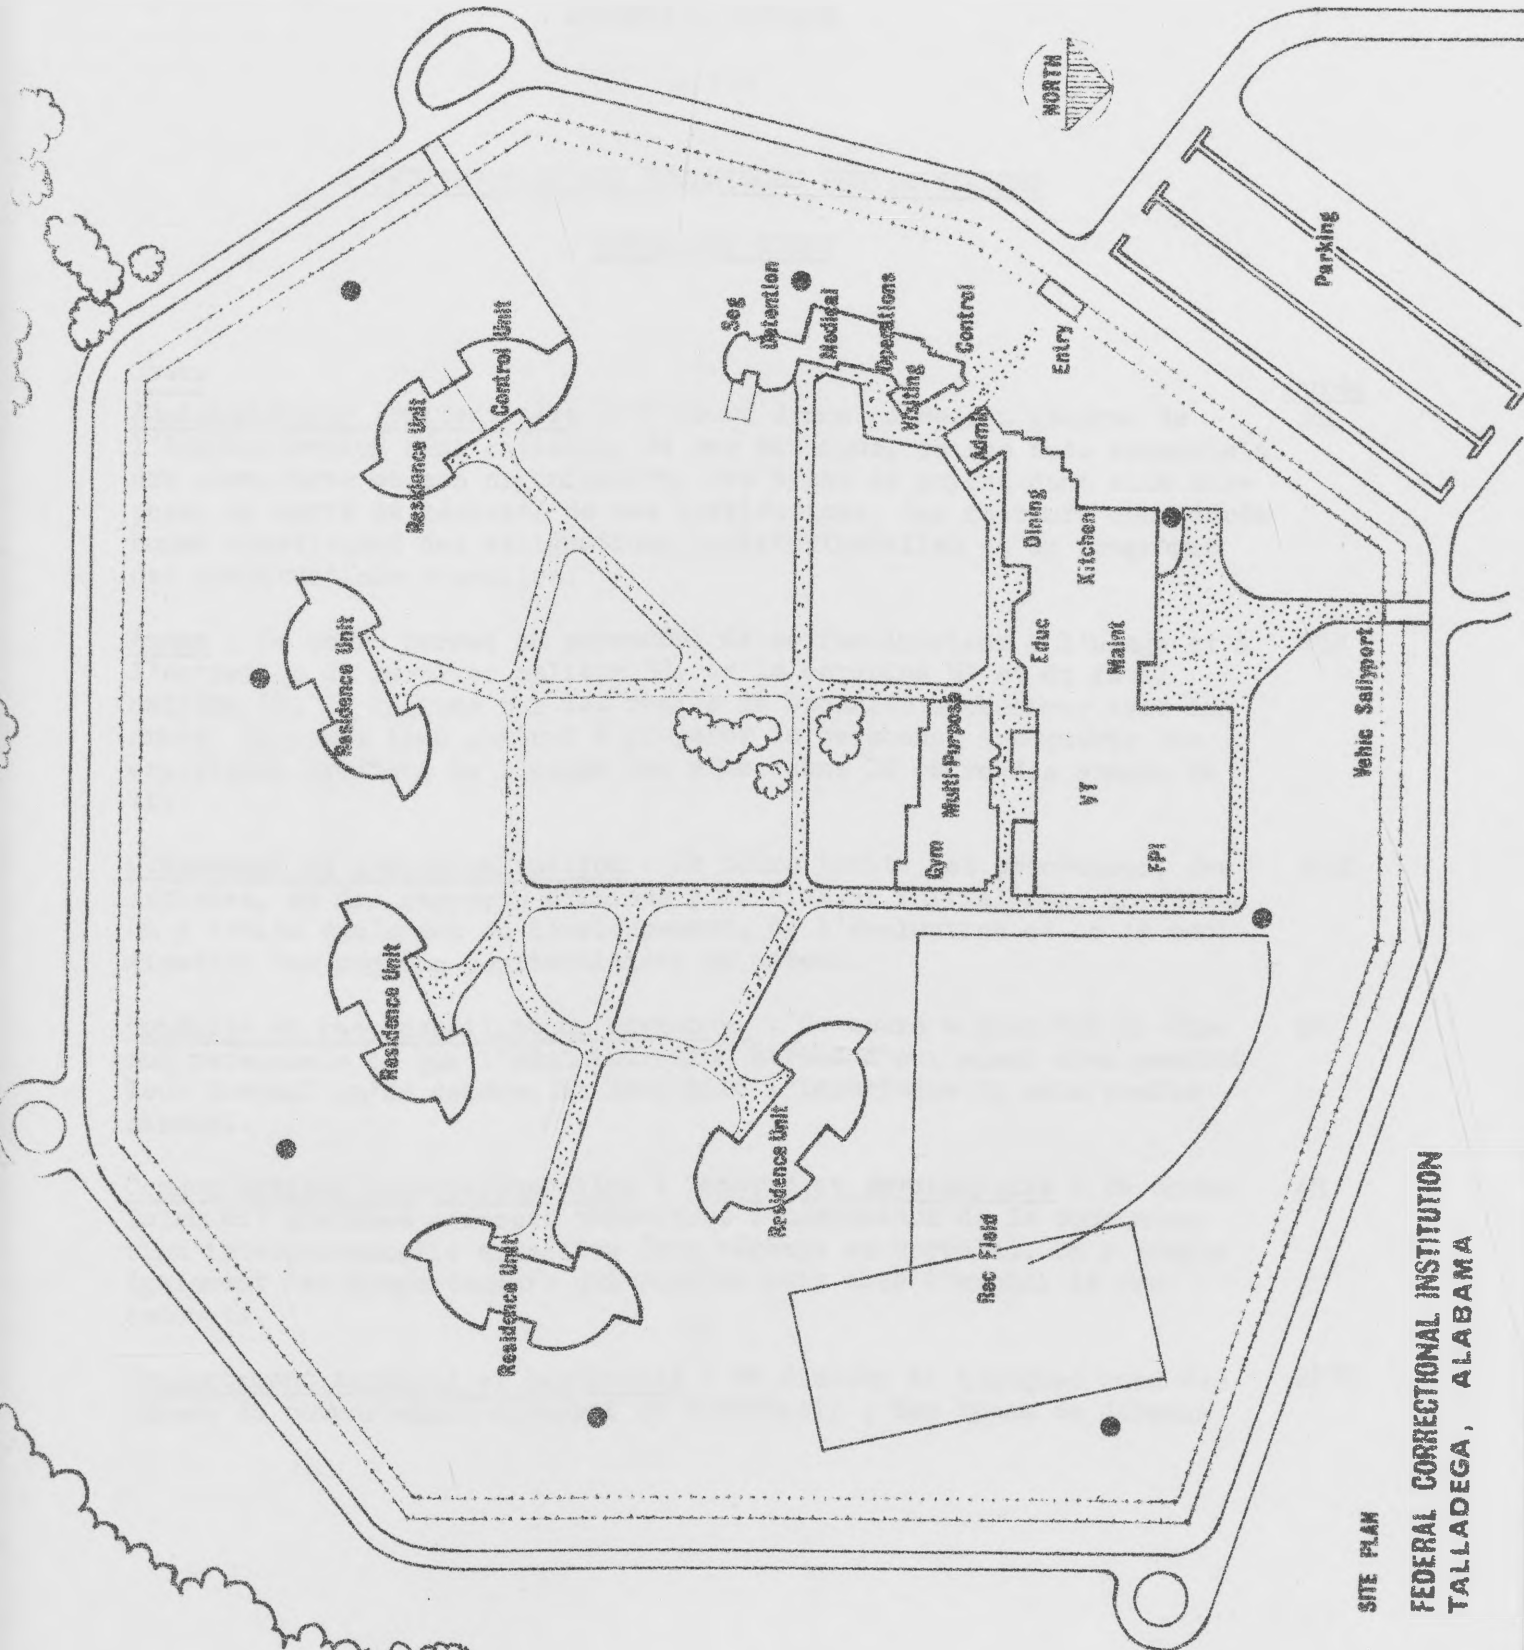 NORTH
Seg
Detention
Medical
Operations
Visiting
Control
Entry
Admin
Parking
Residence Unit
Control Unit
Residence Unit
Residence Unit
Residence Unit
Residence Unit
Dining
Kitchen
Educ
Maint
Multi-Purpose
Gym
VT
FPI
Vehic Sallyport
Rec Field
SITE PLAN
FEDERAL CORRECTIONAL INSTITUTION
TALLADEGA, ALABAMA